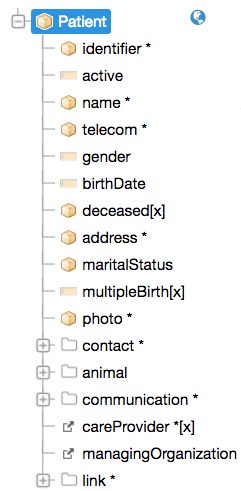 Patient
identifier *
active
name *
telecom *
gender
birthDate
deceased[x]
address *
maritalStatus
multipleBirth[x]
photo *
contact *
animal
communication *
careProvider *[x]
managingOrganization
link *